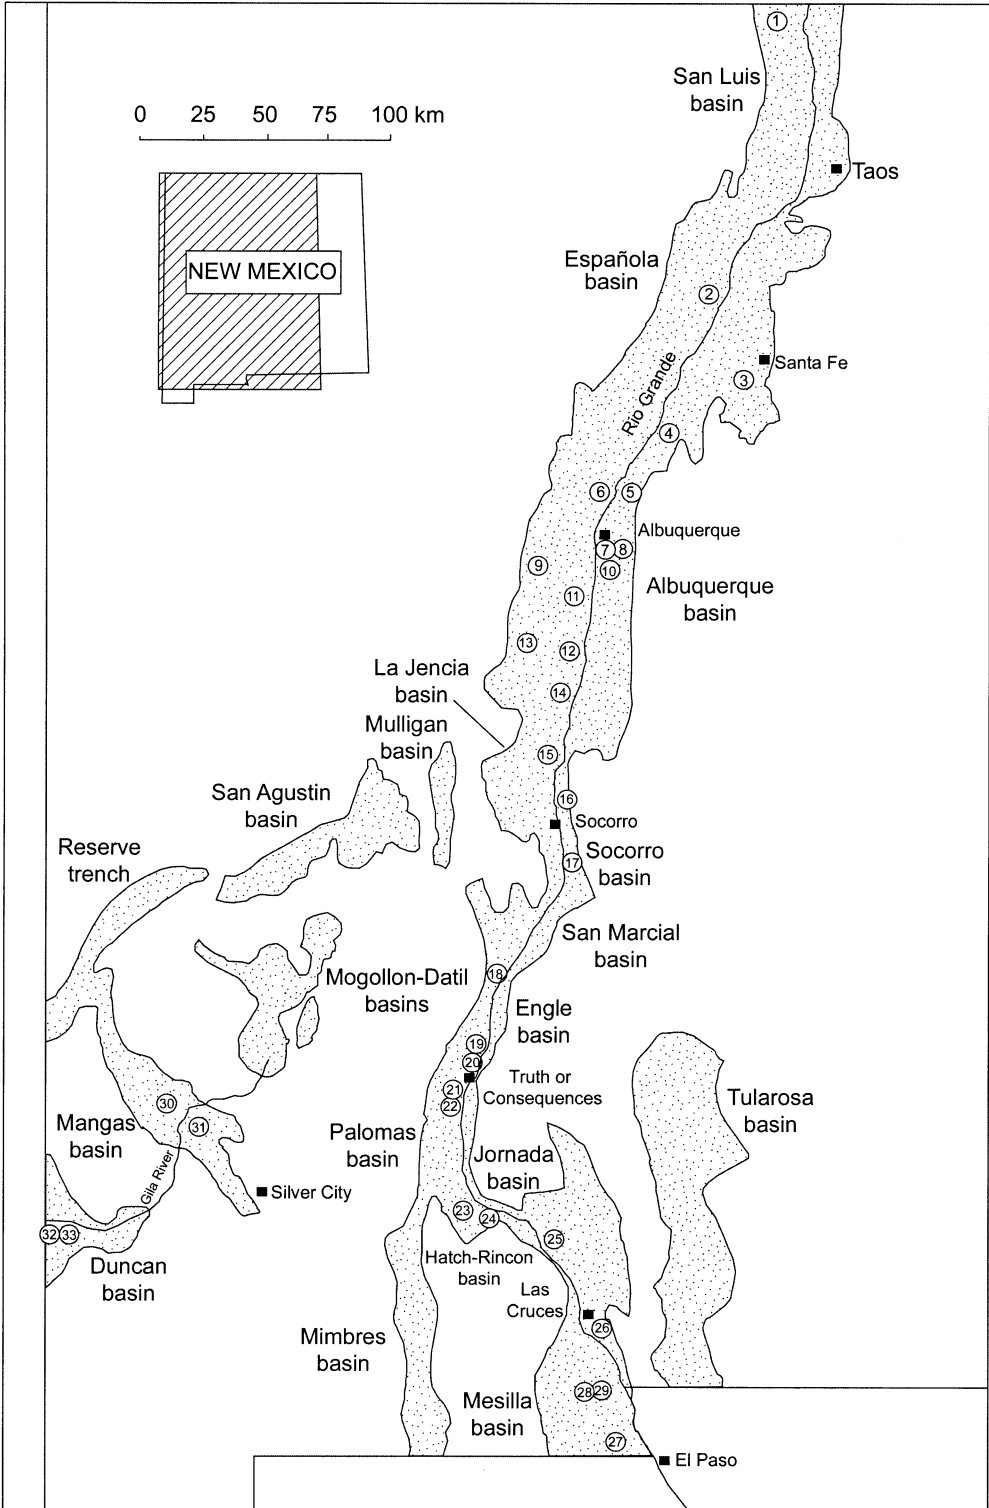 1
San Luis
basin
0 25 50 75 100 km
Taos
NEW MEXICO
Española
basin
2
Rio Grande
Santa Fe
3
4
6
5
Albuquerque
7
8
9
10
Albuquerque
basin
11
13
12
La Jencia
basin
14
Mulligan
basin
15
San Agustin
basin
16
Socorro
Reserve
trench
17
Socorro
basin
San Marcial
basin
18
Mogollon-Datil
basins
Engle
basin
19
20
Truth or
Consequences
21
22
Tularosa
basin
30
31
Mangas
basin
Palomas
basin
Jornada
basin
Gila River
Silver City
23
24
32
33
25
Duncan
basin
Hatch-Rincon
basin
Las
Cruces
26
Mimbres
basin
28
29
Mesilla
basin
27
El Paso